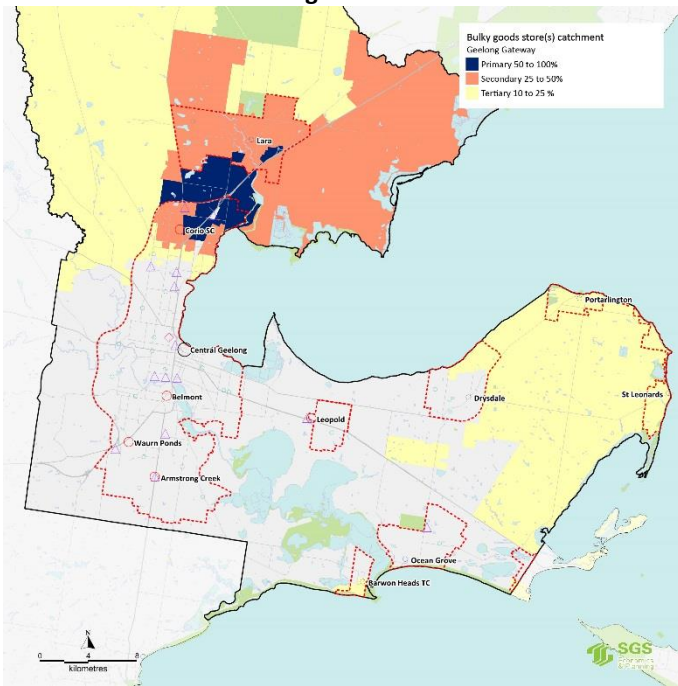 Bulky goods store(s) catchment
Geelong Gateway
Primary 50 to 100%
Secondary 25 to 50%
Tertiary 10 to 25 %
Lara
Corio SC
Portarlington
Central Geelong
Drysdale
St Leonards
Belmont
Leopold
Waurn Ponds
Armstrong Creek
Ocean Grove
Barwon Heads TC
N
0 4 8
kilometres
SGS
Economics
& Planning